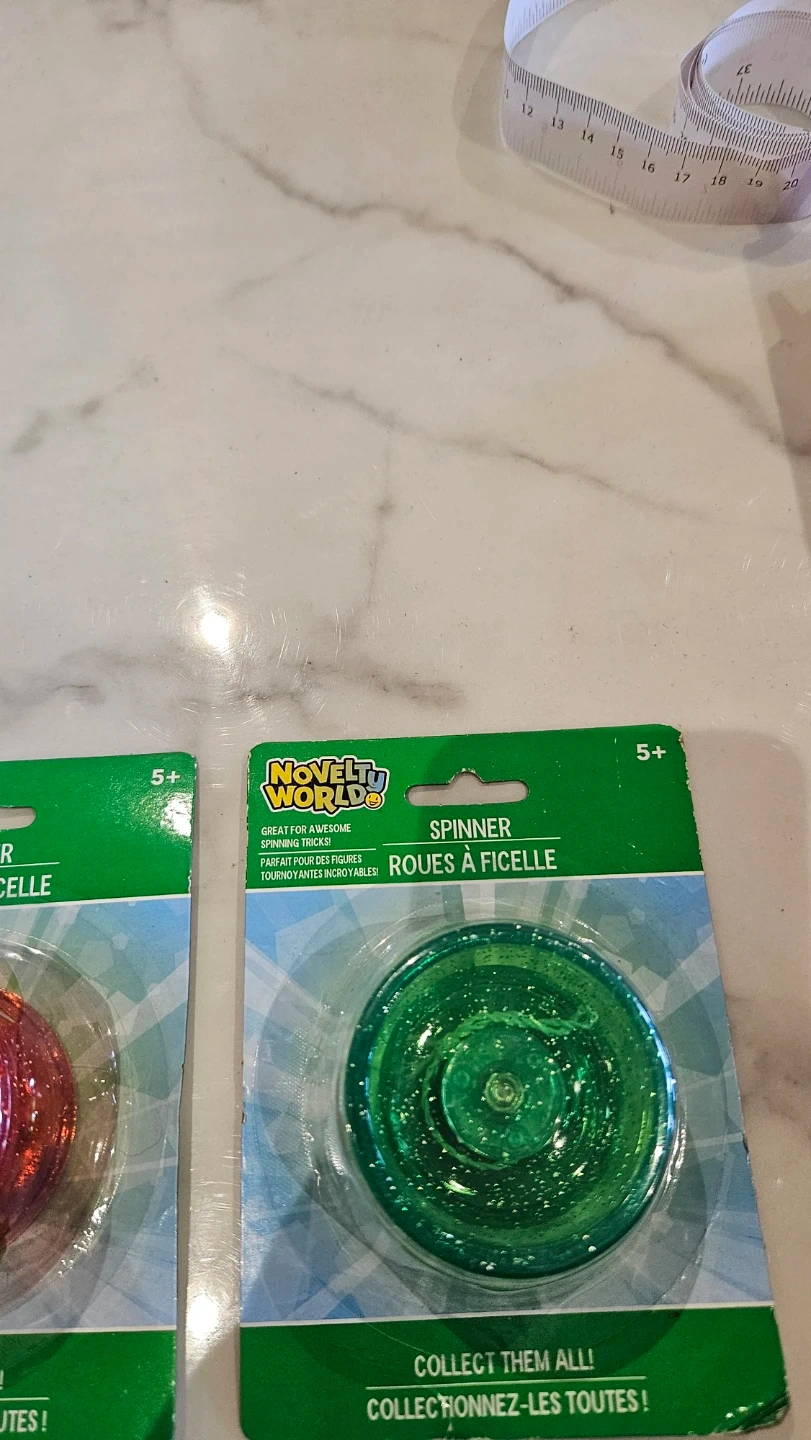 37
12 13 14 15 16 17 18 19 20
5+
R
CELLE
!
UTES!
5+
NOVELTY
WORLD
SPINNER
ROUES À FICELLE
GREAT FOR AWESOME
SPINNING TRICKS!
PARFAIT POUR DES FIGURES
TOURNOYANTES INCROYABLES!
COLLECT THEM ALL!
COLLECTIONNEZ-LES TOUTES!